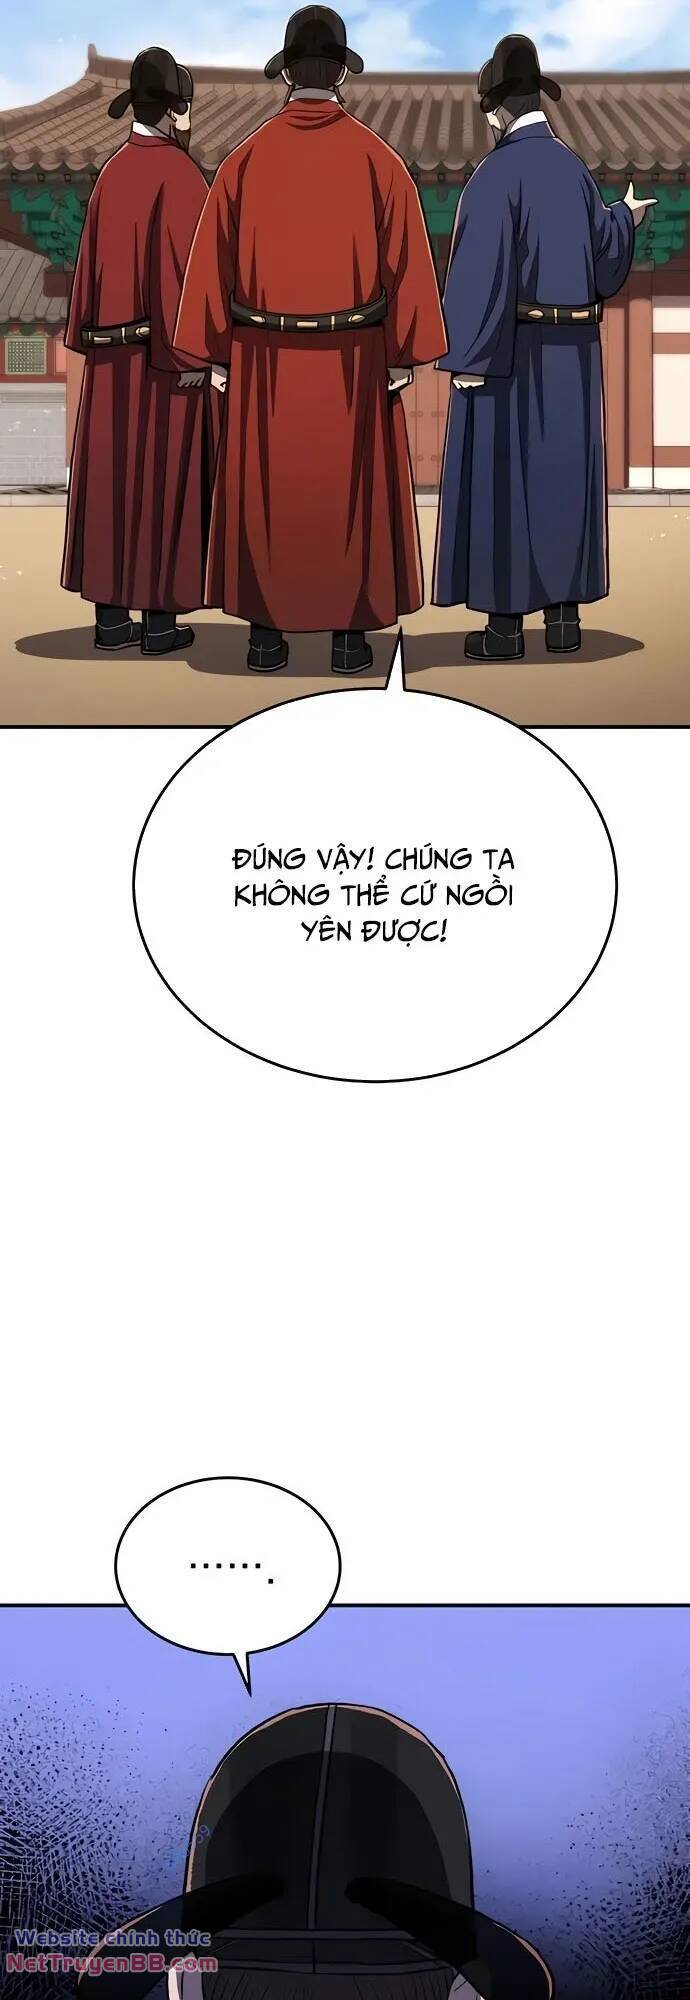 ĐÚNG VẬY! CHÚNG TA
KHÔNG THỂ CỨ NGỒI
YÊN ĐƯỢC!
.......
Website chính thức
NetTruyenBB.com